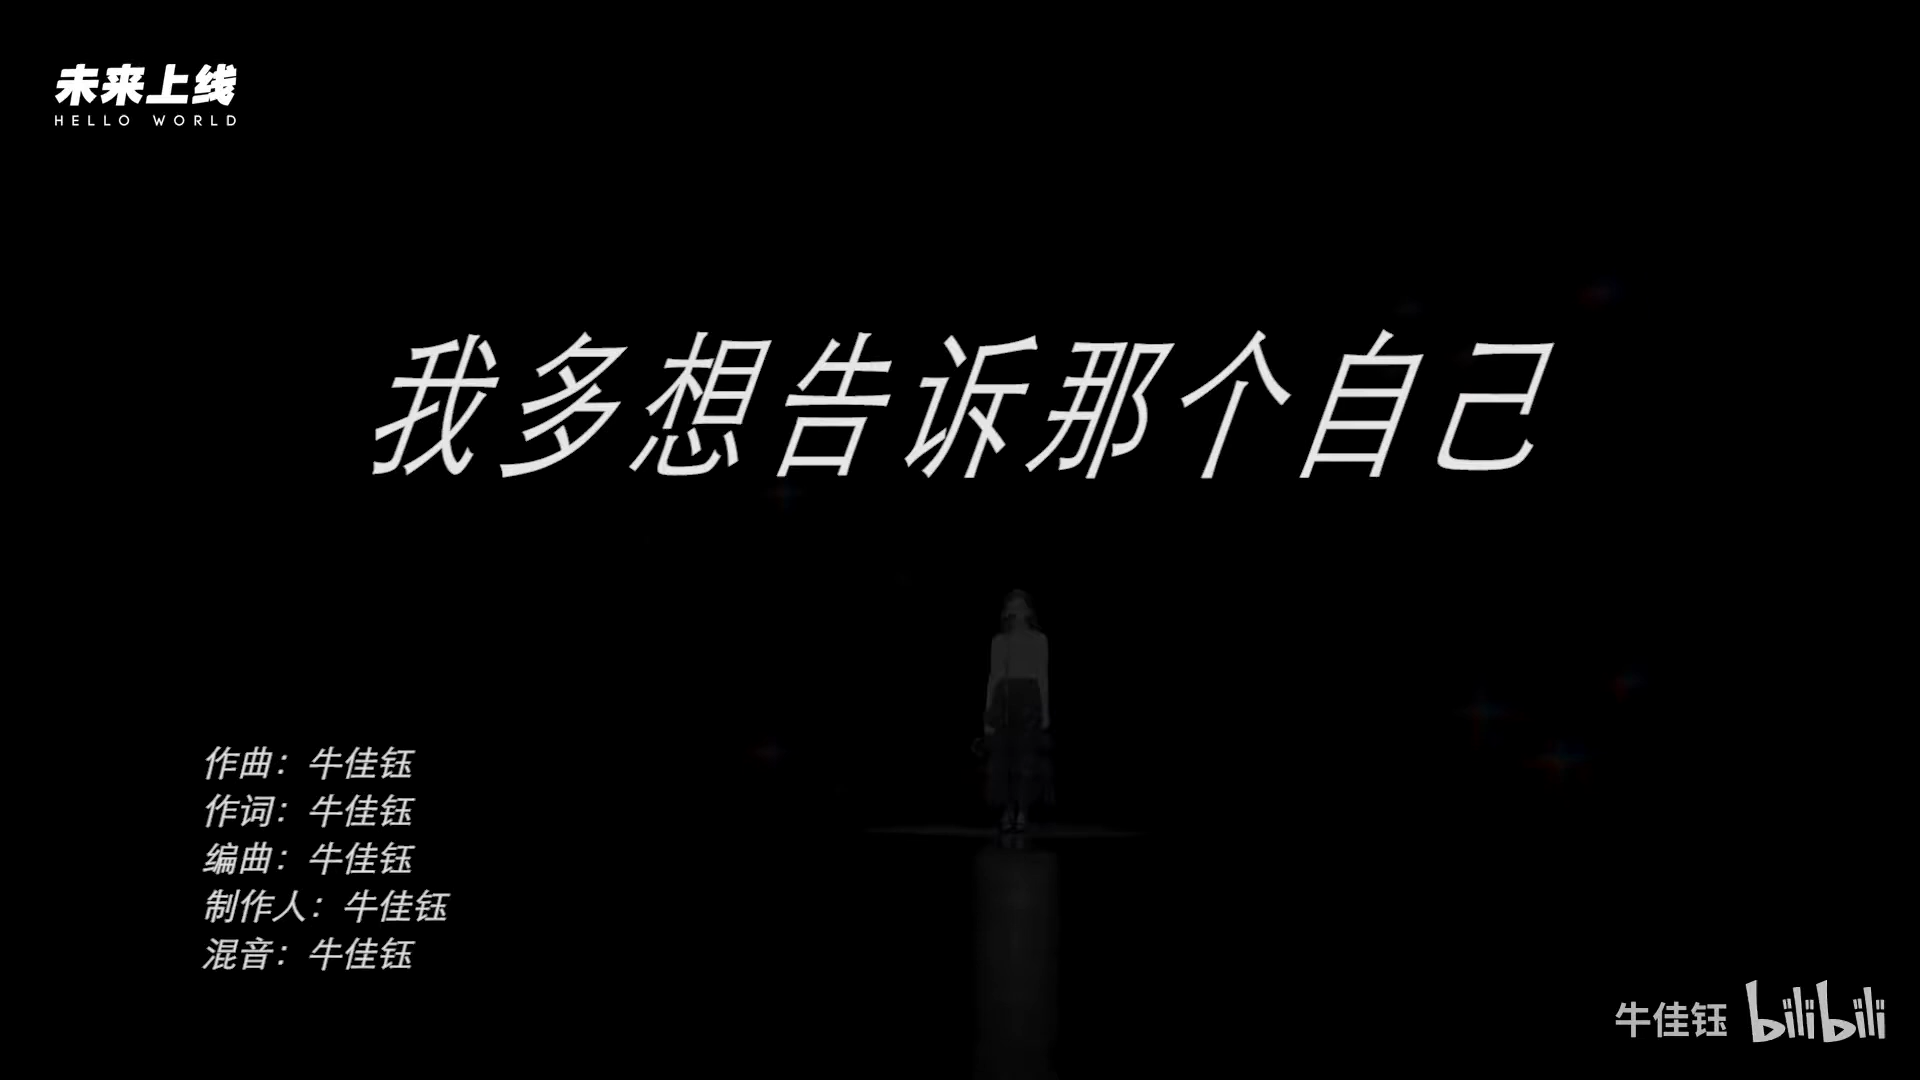 未来上线
HELLO WORLD
我多想告诉那个自己
作曲：牛佳钰
作词：牛佳钰
编曲：牛佳钰
制作人：牛佳钰
混音：牛佳钰
牛佳钰 bilibili